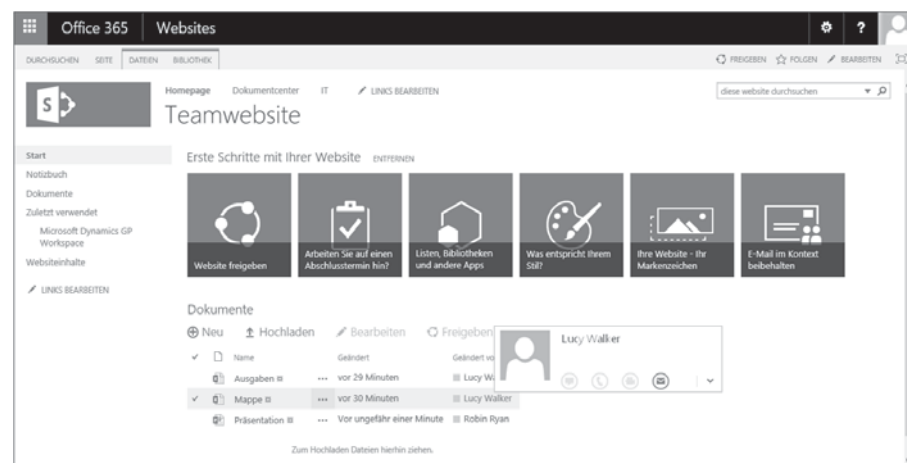 Office 365 Websites ?
DURCHSUCHEN SEITE DATEIEN BIBLIOTHEK FREIGEBEN FOLGEN BEARBEITEN
S
Homepage Dokumentcenter IT LINKS BEARBEITEN
diese website durchsuchen
Teamwebsite
Start
Notizbuch
Dokumente
Zuletzt verwendet
Microsoft Dynamics GP
Workspace
Websiteinhalte
LINKS BEARBEITEN
Erste Schritte mit Ihrer Website ENTFERNEN
Website freigeben
Arbeiten Sie auf einen
Abschlusstermin hin?
Listen, Bibliotheken
und andere Apps
Was entspricht Ihrem
Stil?
Ihre Website - Ihr
Markenzeichen
E-Mail im Kontext
beibehalten
Dokumente
Neu Hochladen Bearbeiten Freigeben
Lucy Walker
Name Geändert Geändert vo
Ausgaben ... vor 29 Minuten Lucy W
Mappe ... vor 30 Minuten Lucy Walker
Präsentation ... Vor ungefähr einer Minute Robin Ryan
Zum Hochladen Dateien hierhin ziehen.